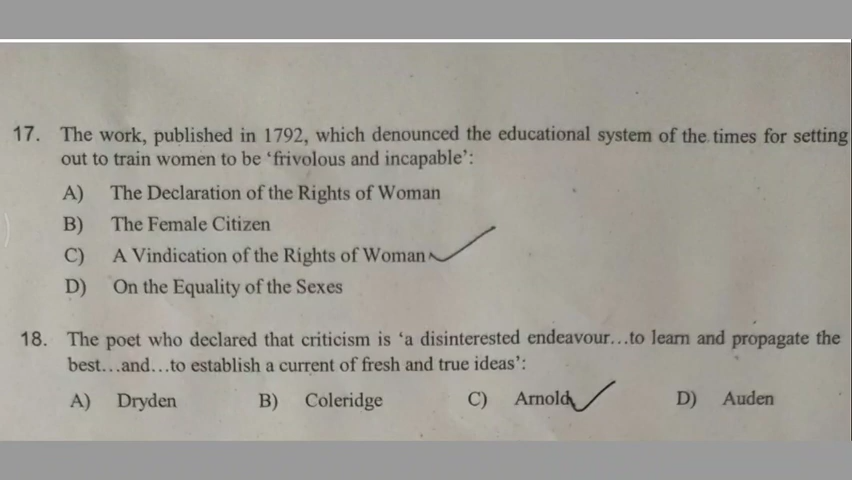 17. The work, published in 1792, which denounced the educational system of the times for setting
out to train women to be ‘frivolous and incapable’:
A) The Declaration of the Rights of Woman
B) The Female Citizen
C) A Vindication of the Rights of Woman
D) On the Equality of the Sexes
18. The poet who declared that criticism is ‘a disinterested endeavour...to learn and propagate the
best...and...to establish a current of fresh and true ideas’:
A) Dryden B) Coleridge C) Arnold D) Auden